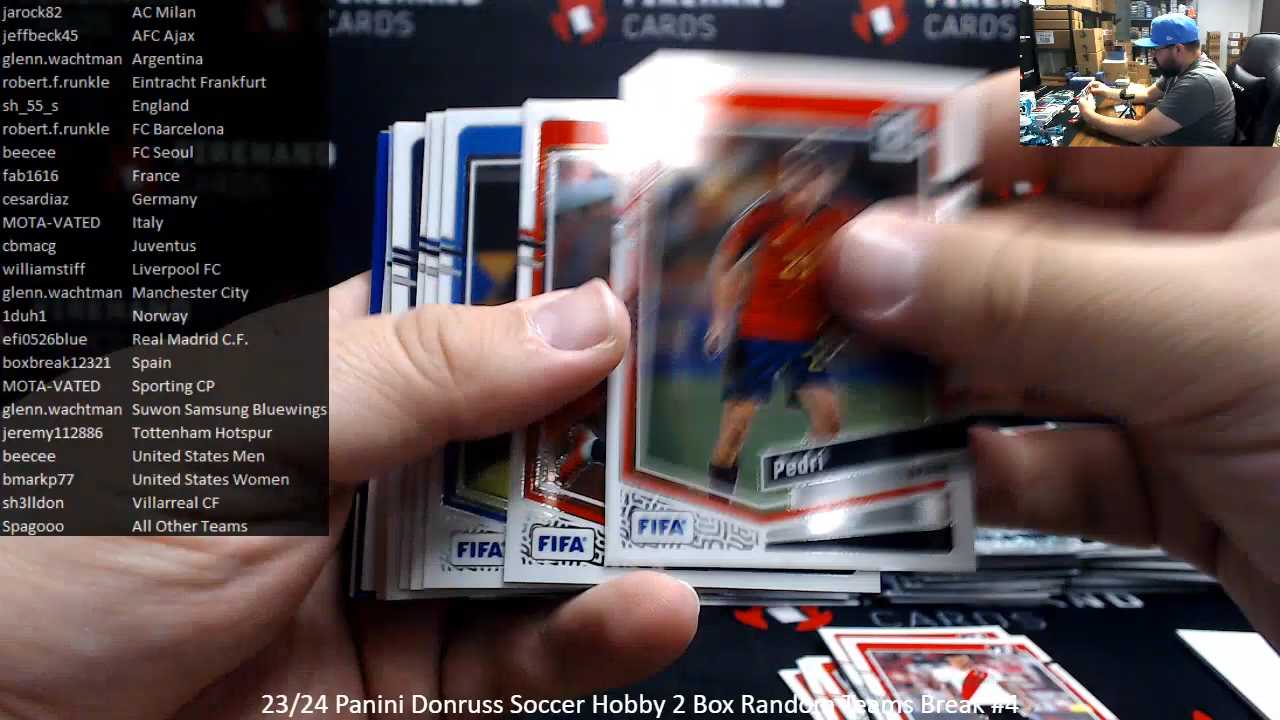 jarock82 AC Milan
jeffbeck45 AFC Ajax
glenn.wachtman Argentina
robert.f.runkle Eintracht Frankfurt
sh_55_s England
robert.f.runkle FC Barcelona
beecee FC Seoul
fab1616 France
cesardiaz Germany
MOTA-VATED Italy
cbmacg Juventus
williamstiff Liverpool FC
glenn.wachtman Manchester City
1duh1 Norway
efi0526blue Real Madrid C.F.
boxbreak12321 Spain
MOTA-VATED Sporting CP
glenn.wachtman Suwon Samsung Bluewings
jeremy112886 Tottenham Hotspur
beecee United States Men
bmarkp77 United States Women
sh3lldon Villarreal CF
Spagooo All Other Teams
CARDS
CARDS
CARDS
FIREHAND
CARDS
Pedri
FIFA
FIFA
FIFA
CARDS
23/24 Panini Donruss Soccer Hobby 2 Box Random Teams Break #4